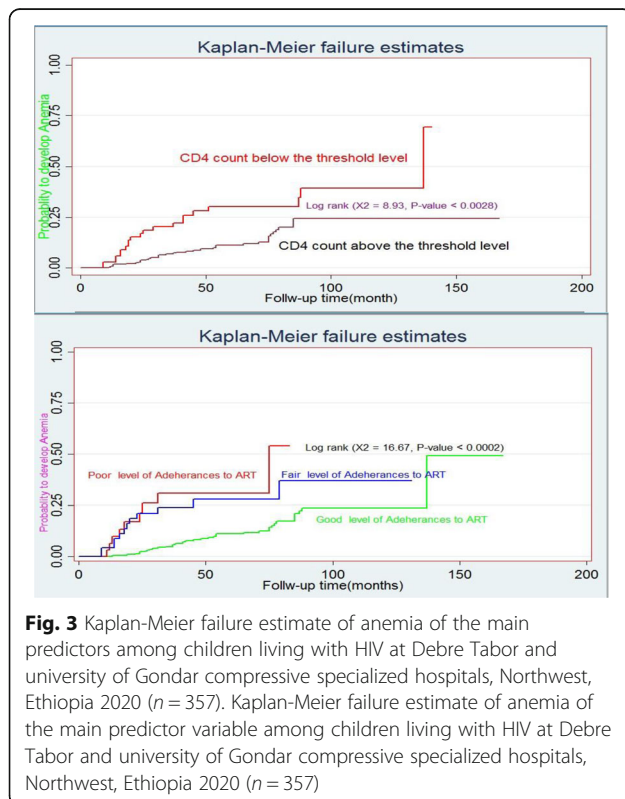 Kaplan-Meier failure estimates
Probablity to develop Anemia
1.00
0.75
0.50
0.25
0.00
CD4 count below the threshold level
Log rank (X2 = 8.93, P-value < 0.0028)
CD4 count above the threshold level
0 50 100 150 200
Follw-up time(month)
Kaplan-Meier failure estimates
Probablity to develop Anemia
1.00
0.75
0.50
0.25
0.00
Log rank (X2 = 16.67, P-value < 0.0002)
Poor level of Adeherances to ART
Fair level of Adeherances to ART
Good level of Adeherances to ART
0 50 100 150 200
Follw-up time(months)
Fig. 3 Kaplan-Meier failure estimate of anemia of the main
predictors among children living with HIV at Debre Tabor and
university of Gondar compressive specialized hospitals, Northwest,
Ethiopia 2020 (n = 357). Kaplan-Meier failure estimate of anemia of
the main predictor variable among children living with HIV at Debre
Tabor and university of Gondar compressive specialized hospitals,
Northwest, Ethiopia 2020 (n = 357)